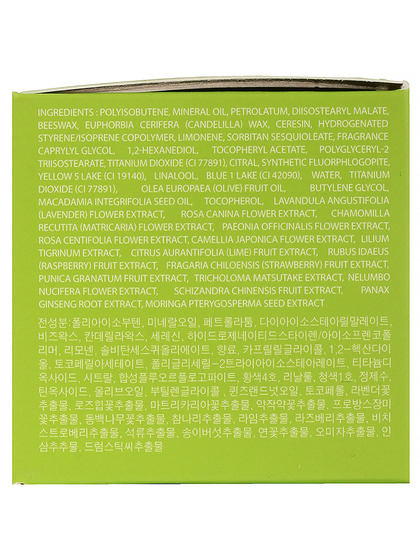 INGREDIENTS : POLYISOBUTENE, MINERAL OIL, PETROLATUM, DIISOSTEARYL MALATE,
BEESWAX, EUPHORBIA CERIFERA (CANDELILLA) WAX, CERESIN, HYDROGENATED
STYRENE/ISOPRENE COPOLYMER, LIMONENE, SORBITAN SESQUIOLEATE, FRAGRANCE
CAPRYLYL GLYCOL, 1,2-HEXANEDIOL, TOCOPHERYL ACETATE, POLYGLYCERYL-2
TRIISOSTEARATE, TITANIUM DIOXIDE (CI 77891), CITRAL, SYNTHETIC FLUORPHLOGOPITE,
YELLOW 5 LAKE (CI 19140), LINALOOL, BLUE 1 LAKE (CI 42090), WATER, TITANIUM
DIOXIDE (CI 77891), OLEA EUROPAEA (OLIVE) FRUIT OIL, BUTYLENE GLYCOL,
MACADAMIA INTEGRIFOLIA SEED OIL, TOCOPHEROL, LAVANDULA ANGUSTIFOLIA
(LAVENDER) FLOWER EXTRACT, ROSA CANINA FLOWER EXTRACT, CHAMOMILLA
RECUTITA (MATRICARIA) FLOWER EXTRACT, PAEONIA OFFICINALIS FLOWER EXTRACT,
ROSA CENTIFOLIA FLOWER EXTRACT, CAMELLIA JAPONICA FLOWER EXTRACT, LILIUM
TIGRINUM EXTRACT, CITRUS AURANTIFOLIA (LIME) FRUIT EXTRACT, RUBUS IDAEUS
(RASPBERRY) FRUIT EXTRACT, FRAGARIA CHILOENSIS (STRAWBERRY) FRUIT EXTRACT,
PUNICA GRANATUM FRUIT EXTRACT, TRICHOLOMA MATSUTAKE EXTRACT, NELUMBO
NUCIFERA FLOWER EXTRACT, SCHIZANDRA CHINENSIS FRUIT EXTRACT, PANAX
GINSENG ROOT EXTRACT, MORINGA PTERYGOSPERMA SEED EXTRACT
전성분:폴리아이소부텐, 미네랄오일, 페트롤라툼, 다이아이소스테아릴말레이트,
비즈왁스, 칸데릴라왁스, 세레신, 하이드로제네이티드스타이렌/아이소프렌코폴
리머, 리모넨, 솔비탄세스퀴올리에이트, 향료, 카프릴릴글라이콜, 1,2-헥산다이
올, 토코페릴아세테이트, 폴리글리세릴-2트라이아이소스테아레이트, 티타늄디
옥사이드, 시트랄, 합성플루오르플로고파이트, 황색4호, 리날룰, 청색1호, 정제수,
틴옥사이드, 올리브오일, 부틸렌글라이콜, 퀸즈랜드넛오일, 토코페롤, 라벤더꽃
추출물, 로즈힙꽃추출물, 마트리카리아꽃추출물, 약작약꽃추출물, 프로방스장미
꽃추출물, 동백나무꽃추출물, 참나리추출물, 라임추출물, 라즈베리추출물, 비치
스트로베리추출물, 석류추출물, 송이버섯추출물, 연꽃추출물, 오미자추출물, 인
삼추추출물, 드럼스틱씨추출물